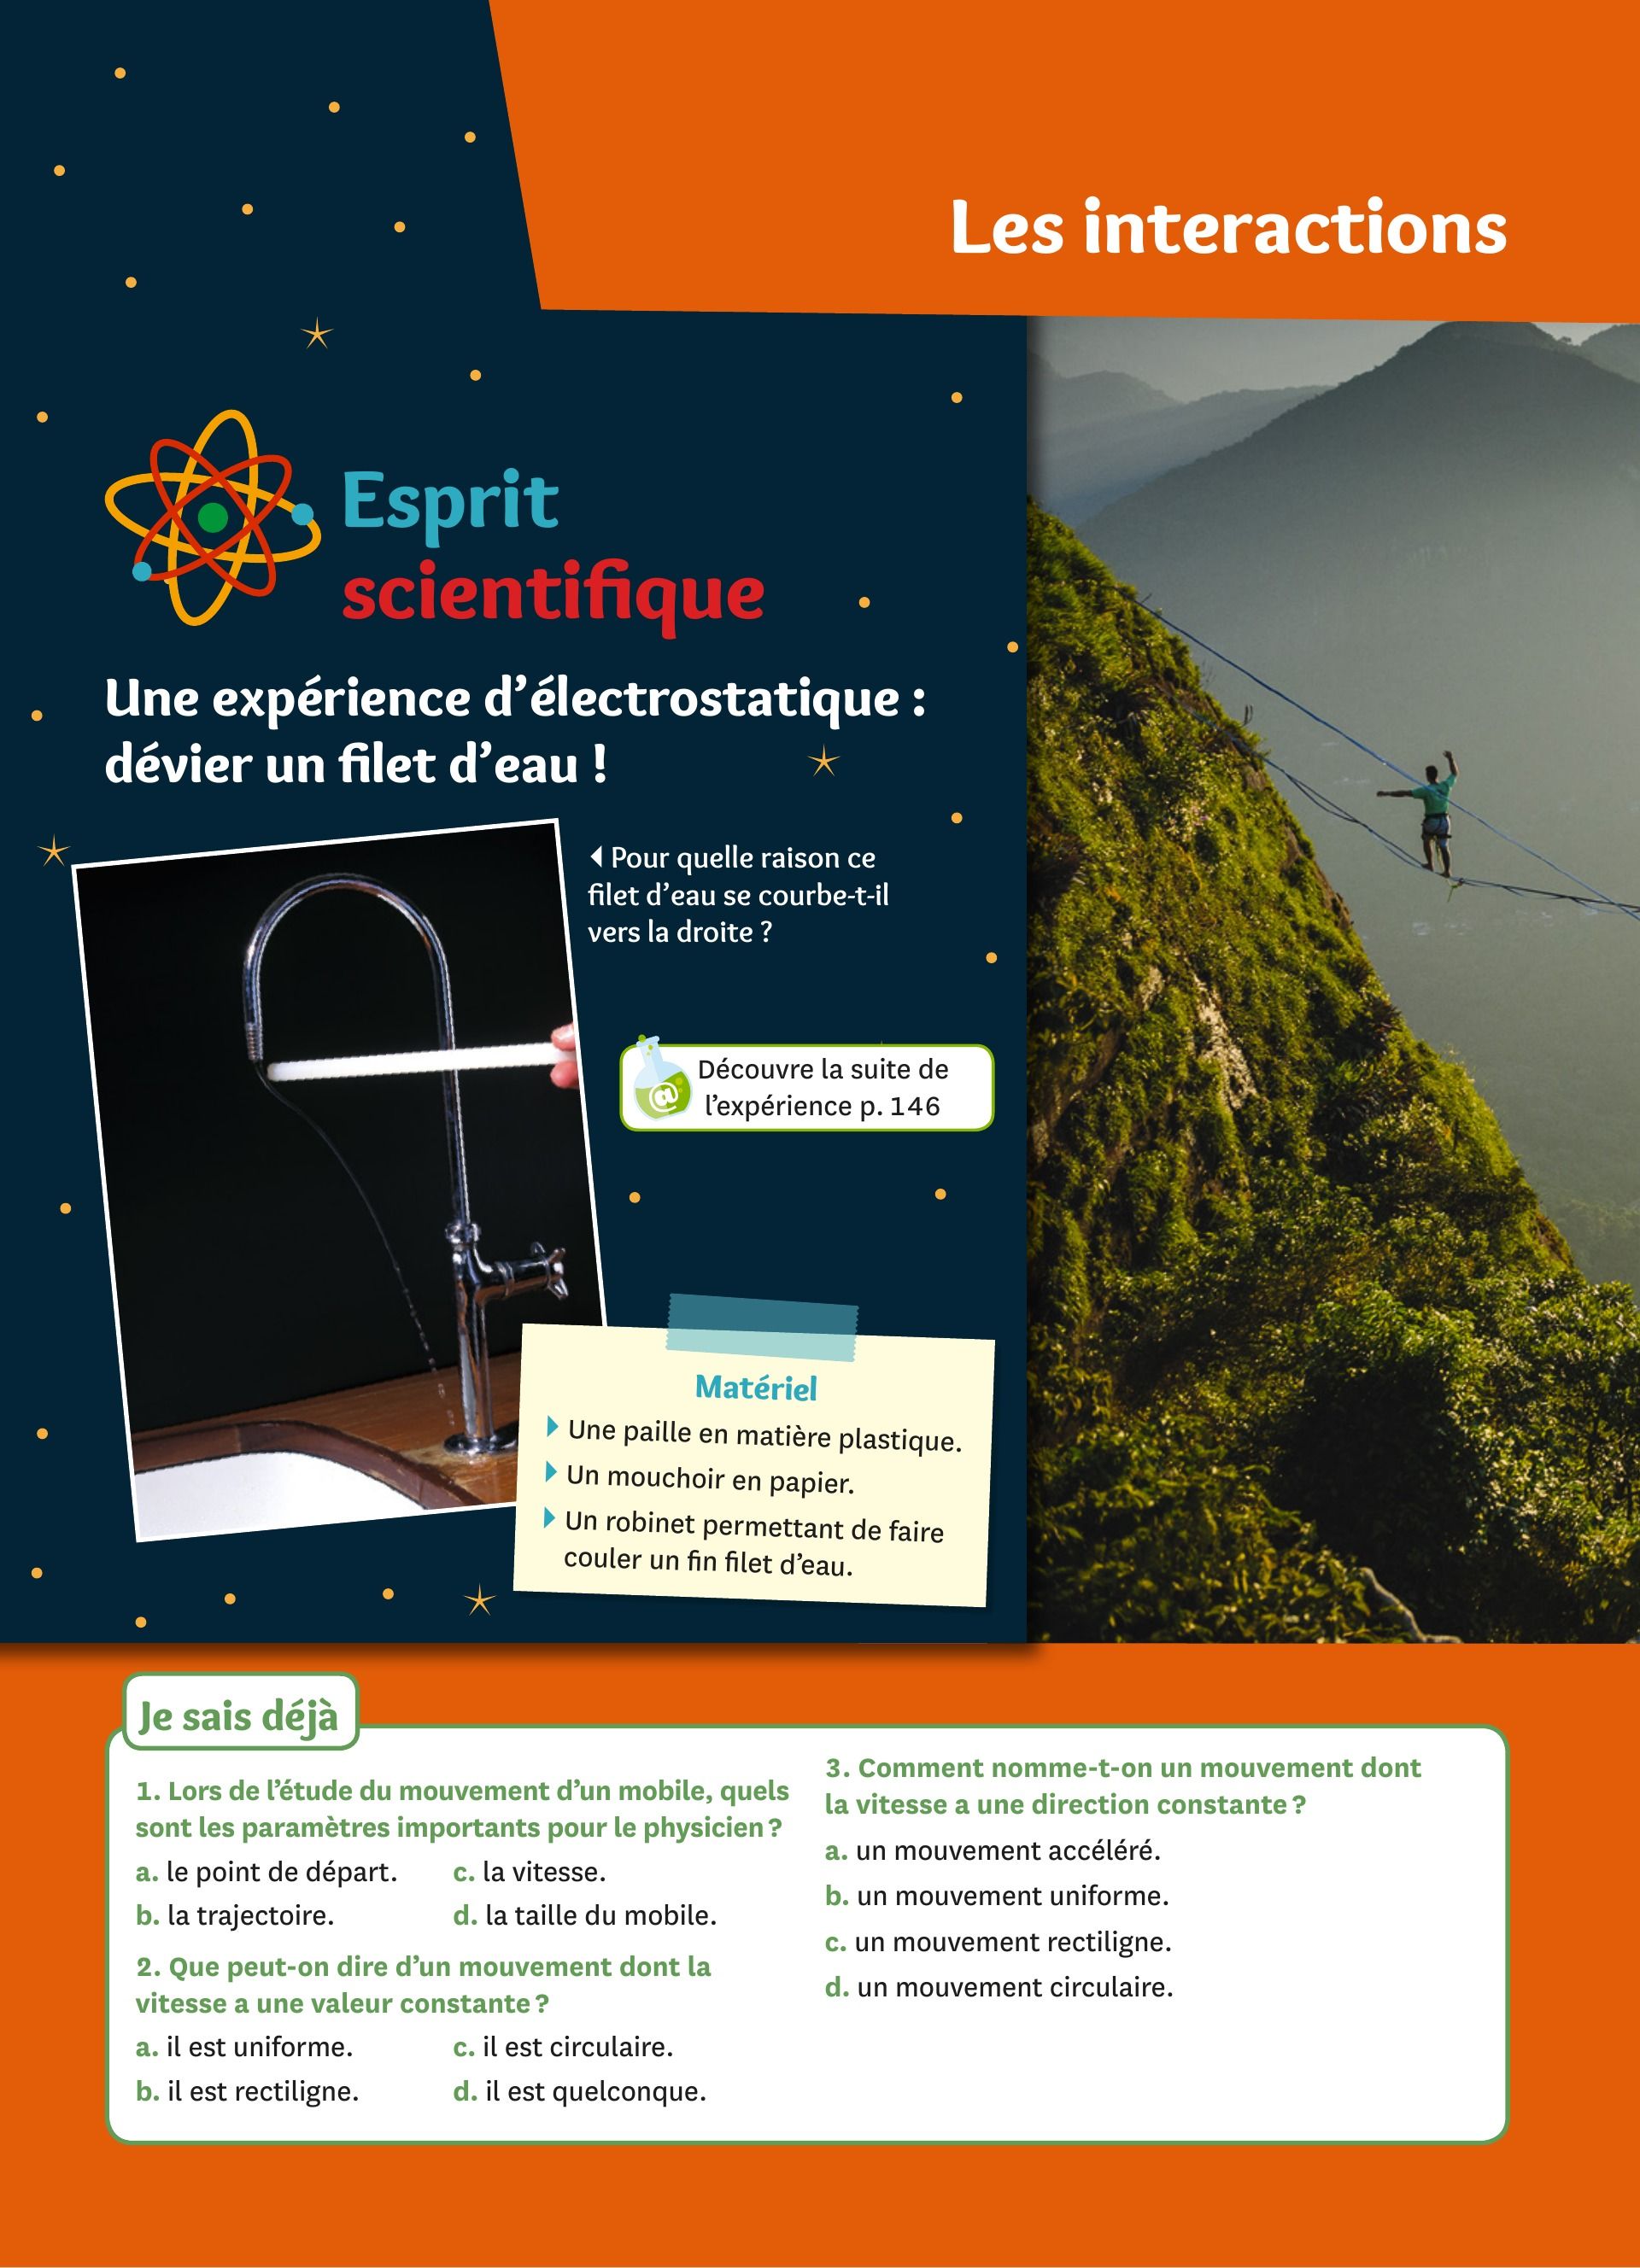 Les interactions
Esprit
scientifique
Une expérience d’électrostatique :
dévier un filet d’eau !
Pour quelle raison ce
filet d’eau se courbe-t-il
vers la droite ?
Découvre la suite de
l’expérience p. 146
Matériel
Une paille en matière plastique.
Un mouchoir en papier.
Un robinet permettant de faire
couler un fin filet d’eau.
Je sais déjà
1. Lors de l’étude du mouvement d’un mobile, quels
sont les paramètres importants pour le physicien ?
a. le point de départ.
b. la trajectoire.
c. la vitesse.
d. la taille du mobile.
2. Que peut-on dire d’un mouvement dont la
vitesse a une valeur constante ?
a. il est uniforme.
b. il est rectiligne.
c. il est circulaire.
d. il est quelconque.
3. Comment nomme-t-on un mouvement dont
la vitesse a une direction constante ?
a. un mouvement accéléré.
b. un mouvement uniforme.
c. un mouvement rectiligne.
d. un mouvement circulaire.